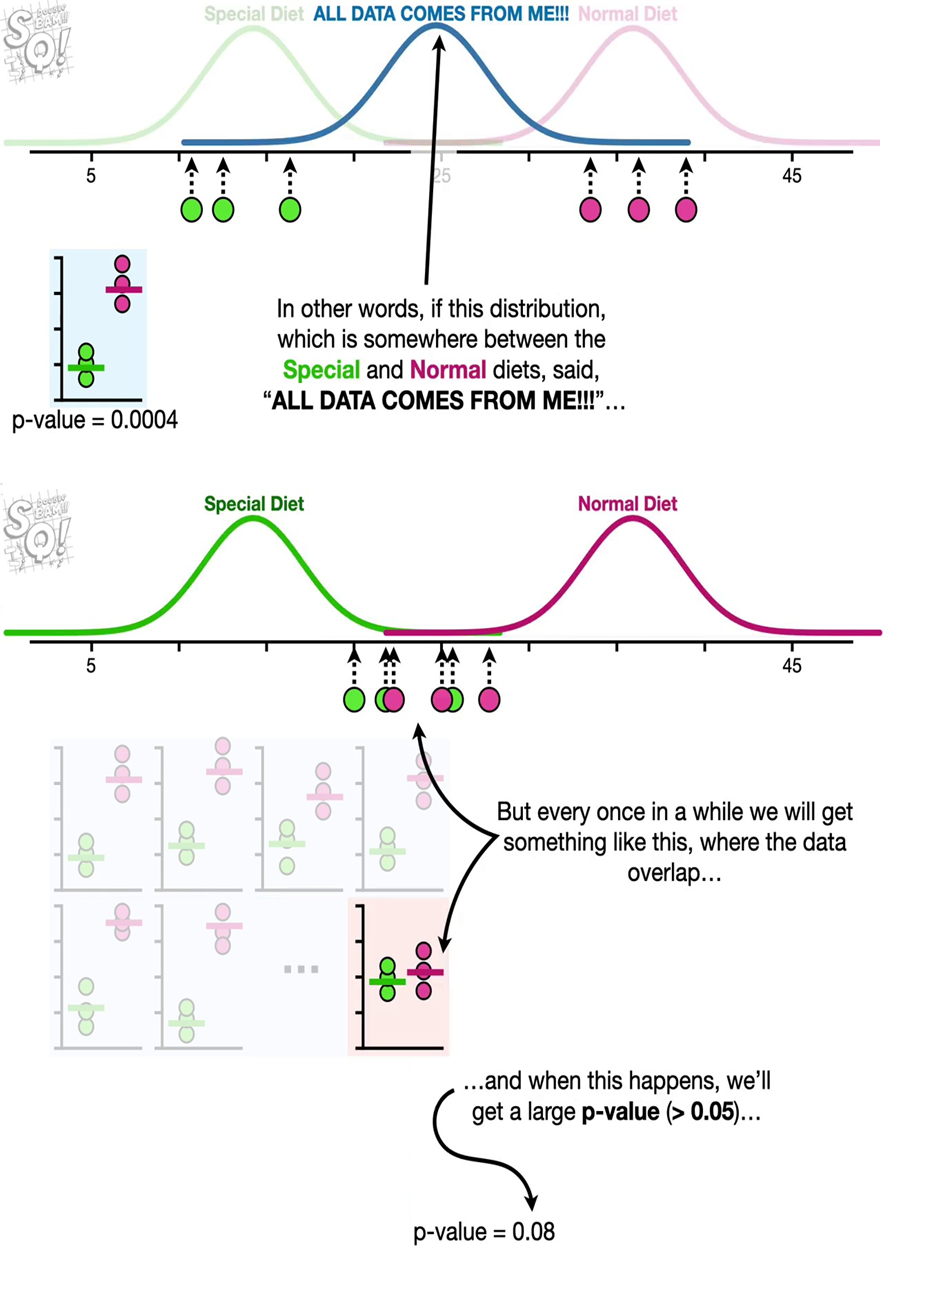 Special Diet ALL DATA COMES FROM ME!!! Normal Diet
5 25 45
In other words, if this distribution,
which is somewhere between the
Special and Normal diets, said,
“ALL DATA COMES FROM ME!!!”…
p-value = 0.0004
Special Diet Normal Diet
5 45
But every once in a while we will get
something like this, where the data
overlap…
...
…and when this happens, we’ll
get a large p-value (> 0.05)…
p-value = 0.08